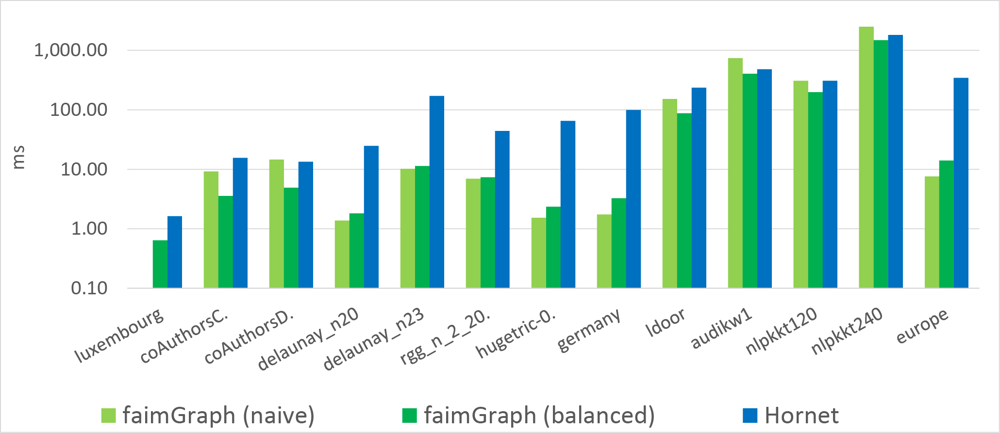 1,000.00
100.00
10.00
1.00
0.10
ms
luxembourg
coAuthorsC.
coAuthorsD.
delaunay_n20
delaunay_n23
rgg_n_2_20.
hugetric-0.
germany
ldoor
audikw1
nlpkkt120
nlpkkt240
europe
faimGraph (naive)
faimGraph (balanced)
Hornet